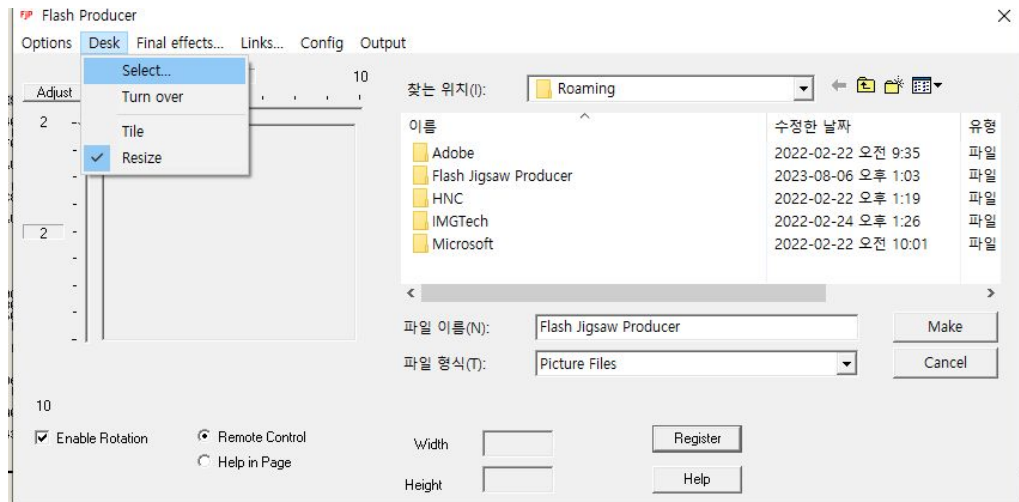 FJP Flash Producer
Options Desk Final effects... Links... Config Output
Select...
Turn over
Tile
Resize
Adjust
10
2
2
10
Enable Rotation
Remote Control
Help in Page
찾는 위치(I): Roaming
이름 수정한 날짜 유형
Adobe 2022-02-22 오전 9:35 파일
Flash Jigsaw Producer 2023-08-06 오후 1:03 파일
HNC 2022-02-22 오후 1:19 파일
IMGTech 2022-02-24 오후 1:26 파일
Microsoft 2022-02-22 오전 10:01 파일
파일 이름(N): Flash Jigsaw Producer Make
파일 형식(T): Picture Files Cancel
Width Register
Height Help